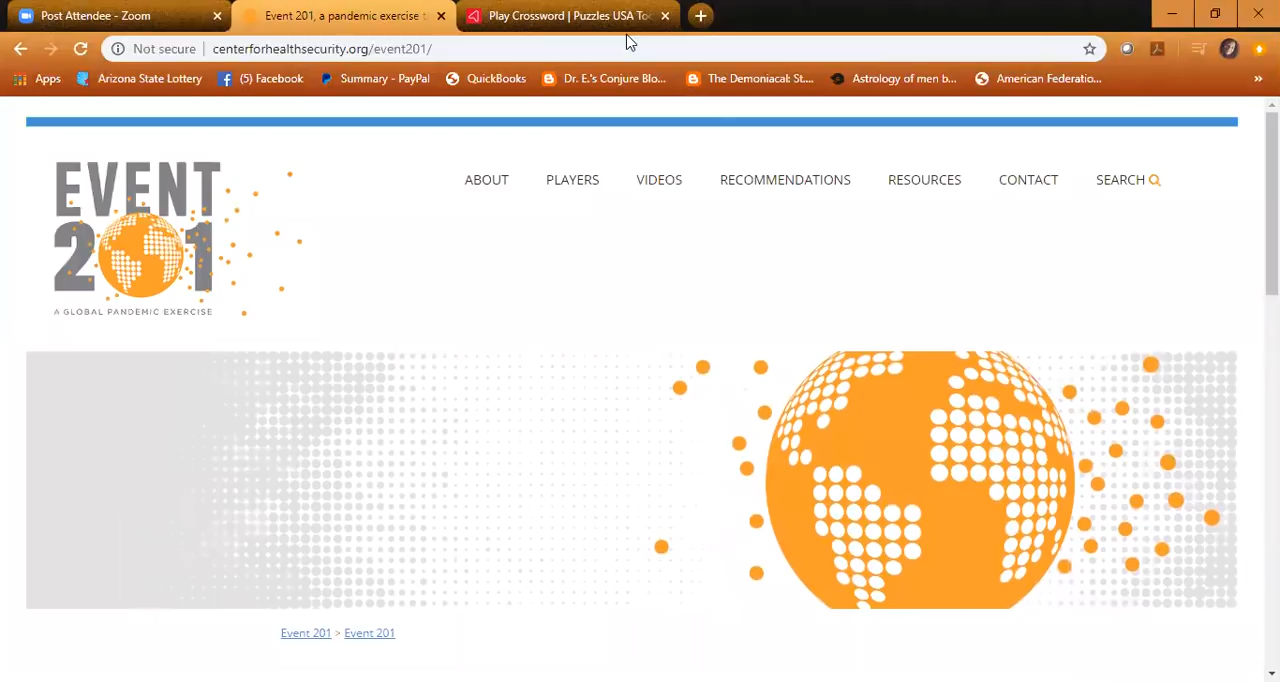 Post Attendee - Zoom
Event 201, a pandemic exercise t
Play Crossword | Puzzles USA To
Not secure
centerforhealthsecurity.org/event201/
Apps
Arizona State Lottery
(5) Facebook
Summary - PayPal
QuickBooks
Dr. E.'s Conjure Blo...
The Demoniacal: St....
Astrology of men b...
American Federatio...
»
EVENT
201
A GLOBAL PANDEMIC EXERCISE
ABOUT
PLAYERS
VIDEOS
RECOMMENDATIONS
RESOURCES
CONTACT
SEARCH
Event 201 > Event 201